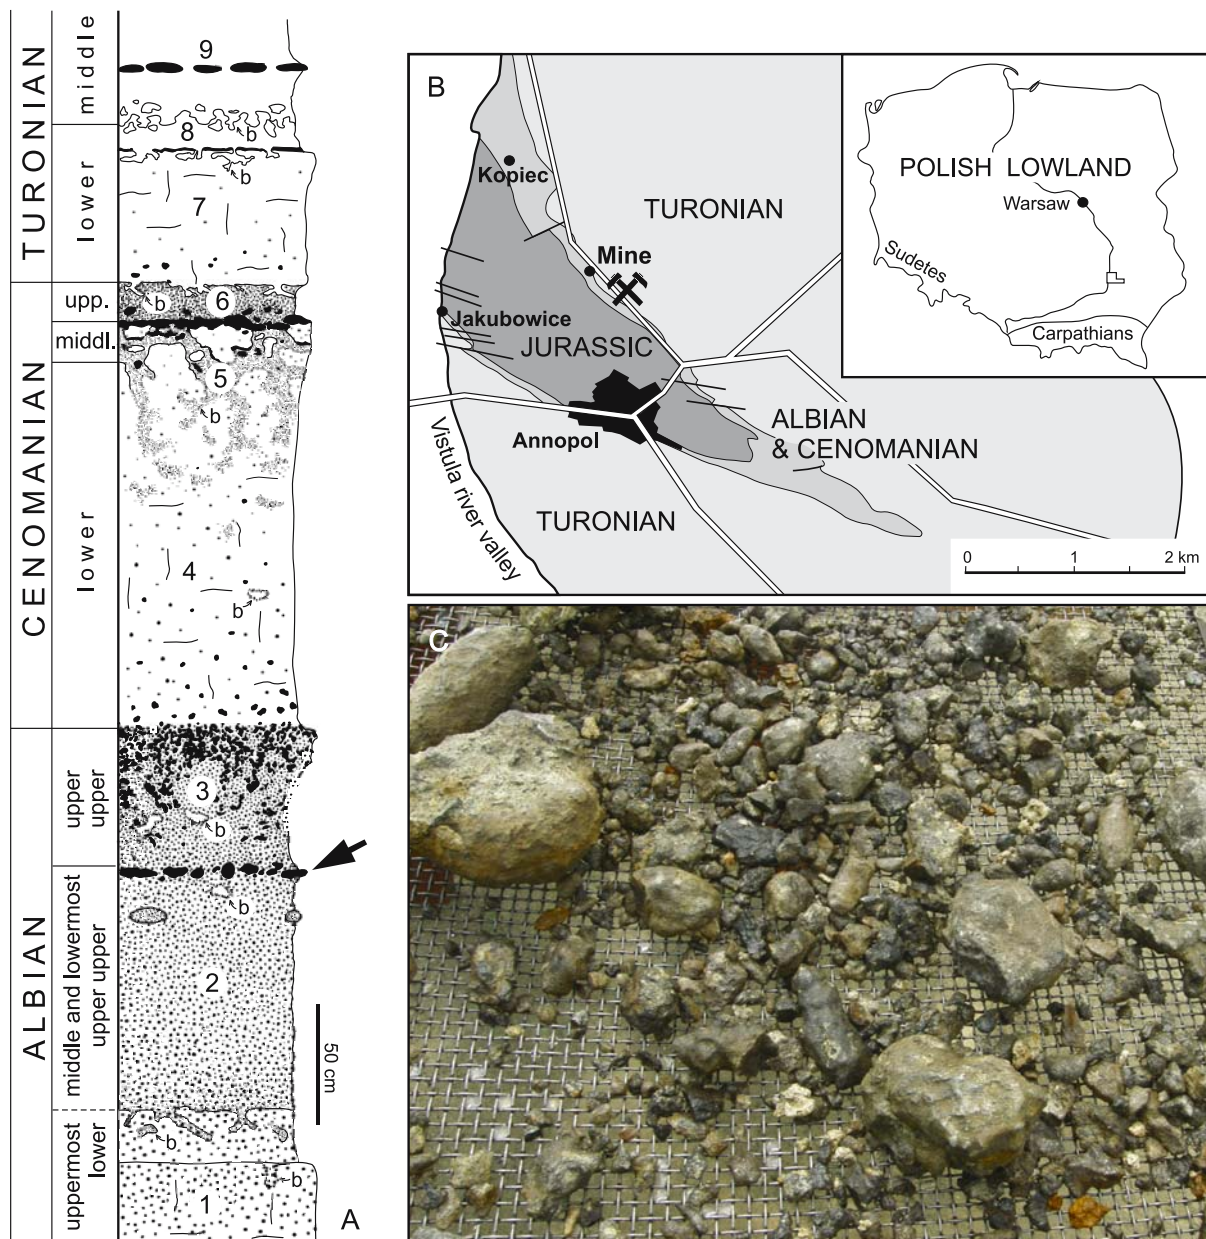 TURONIAN
middle
lower
CENOMANIAN
upp.
middl.
lower
ALBIAN
upper
upper
middle and lowermost
upper upper
uppermost
lower
9
8
b
b
7
b
6
5
b
4
b
3
b
b
2
50 cm
b
b
1
A
B
Kopiec
TURONIAN
Mine
Jakubowice
JURASSIC
Annopol
ALBIAN
& CENOMANIAN
TURONIAN
Vistula river valley
0 1 2 km
POLISH LOWLAND
Warsaw
Sudetes
Carpathians
C